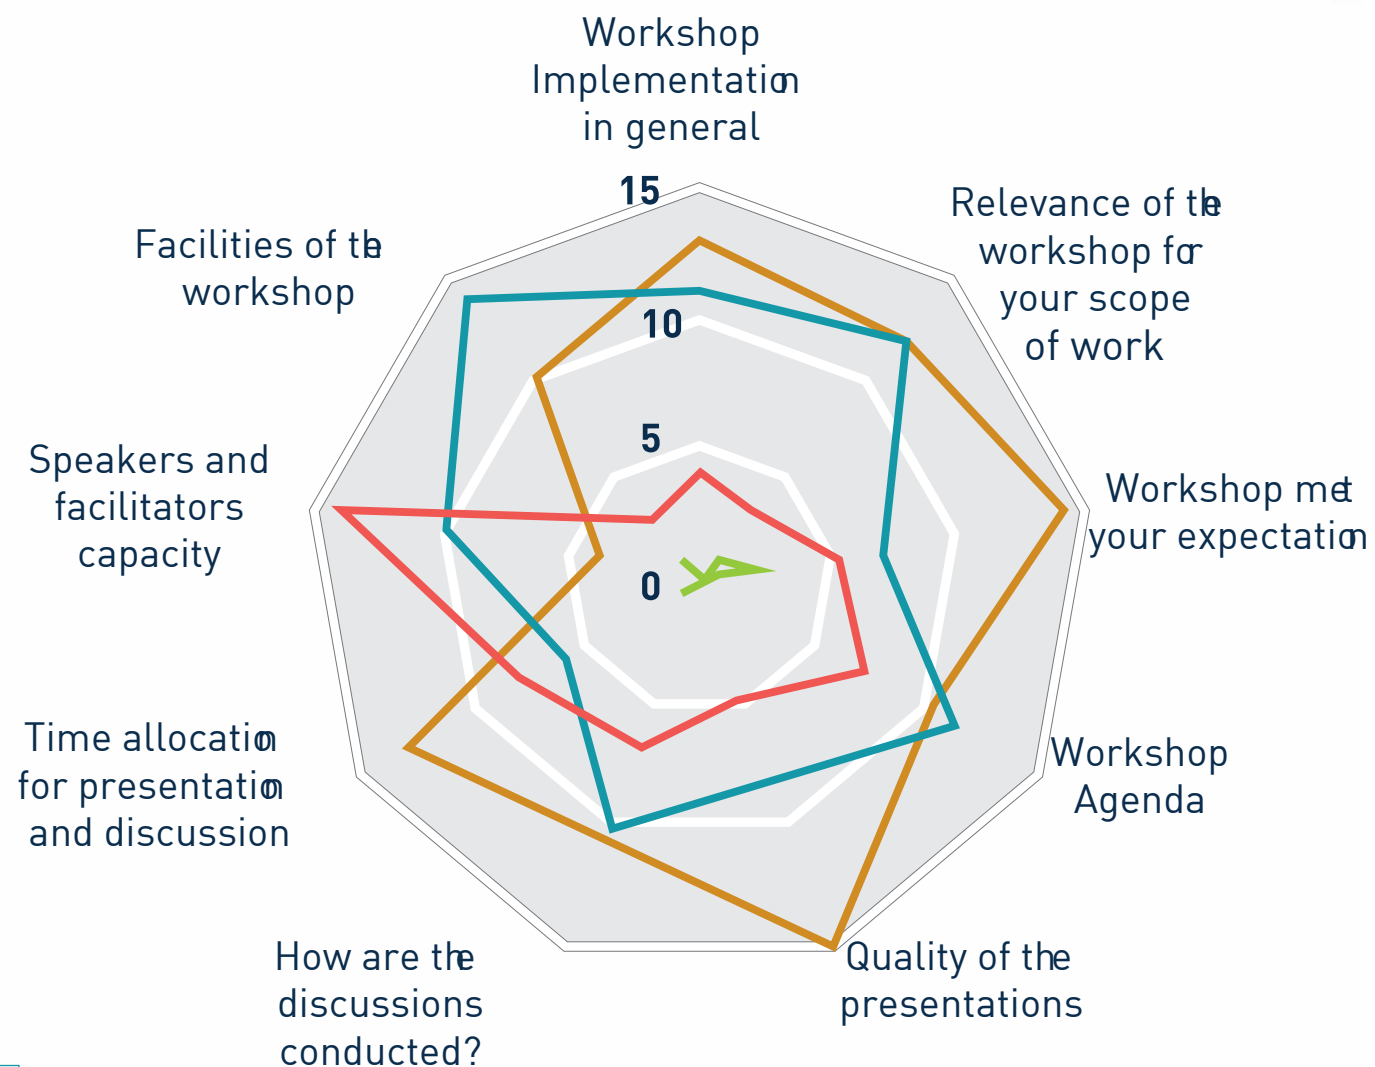 Workshop
Implementation
in general
15
10
5
0
Relevance of the
workshop for
your scope
of work
Workshop met
your expectation
Workshop
Agenda
Quality of the
presentations
How are the
discussions
conducted?
Time allocation
for presentation
and discussion
Speakers and
facilitators
capacity
Facilities of the
workshop